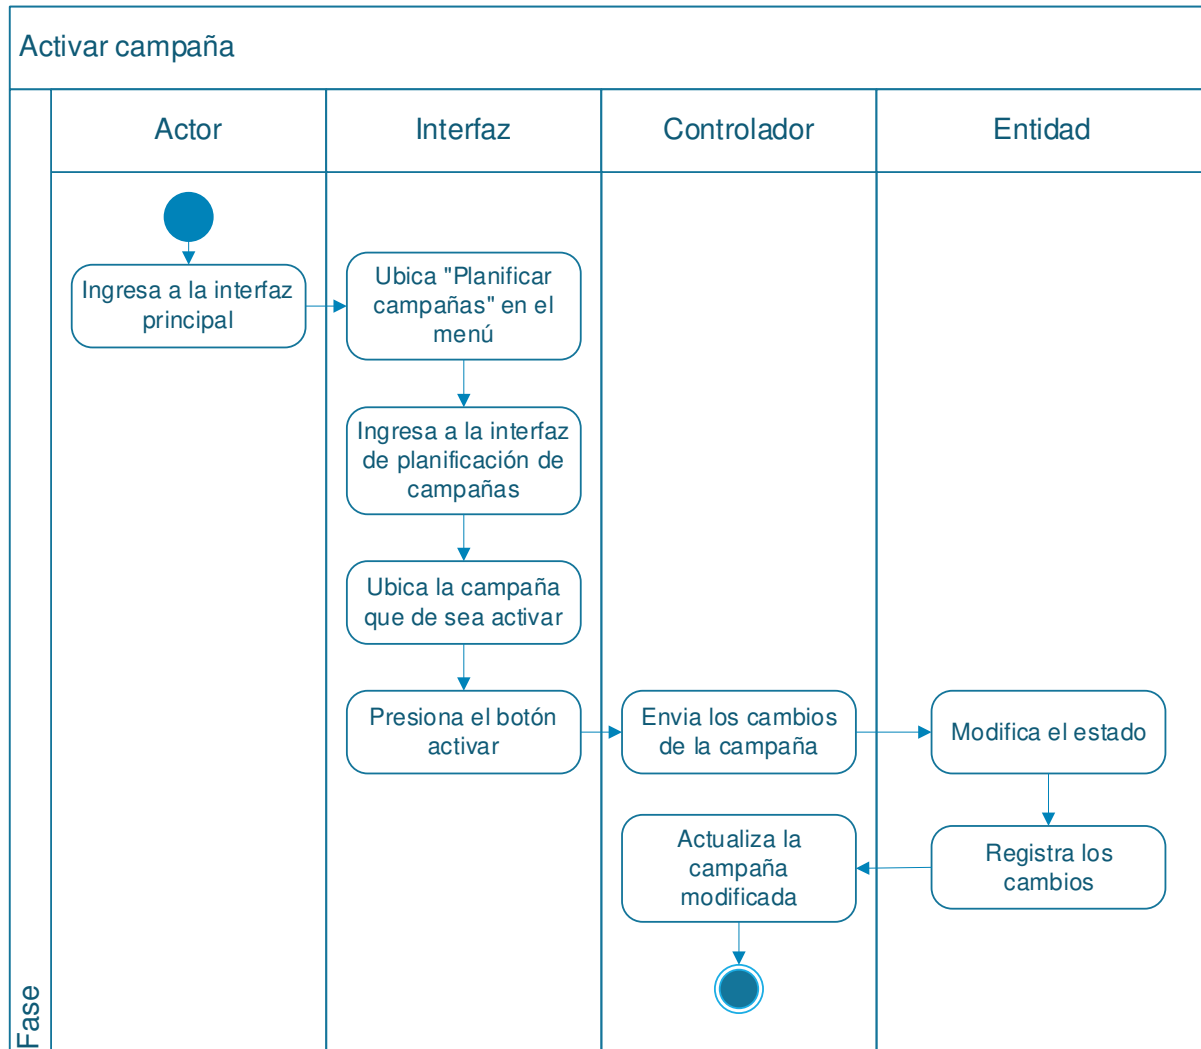 Activar campaña
Actor
Interfaz
Controlador
Entidad
Ingresa a la interfaz
principal
Ubica "Planificar
campañas" en el
menú
Ingresa a la interfaz
de planificación de
campañas
Ubica la campaña
que de sea activar
Presiona el botón
activar
Envia los cambios
de la campaña
Modifica el estado
Registra los
cambios
Actualiza la
campaña
modificada
Fase